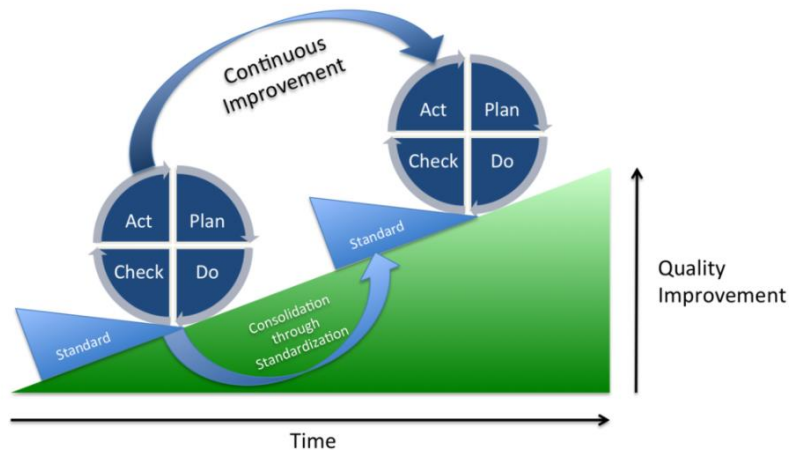 Continuous
Improvement
Act
Plan
Check
Do
Act
Plan
Check
Do
Standard
Standard
Consolidation
through
Standardization
Quality
Improvement
Time